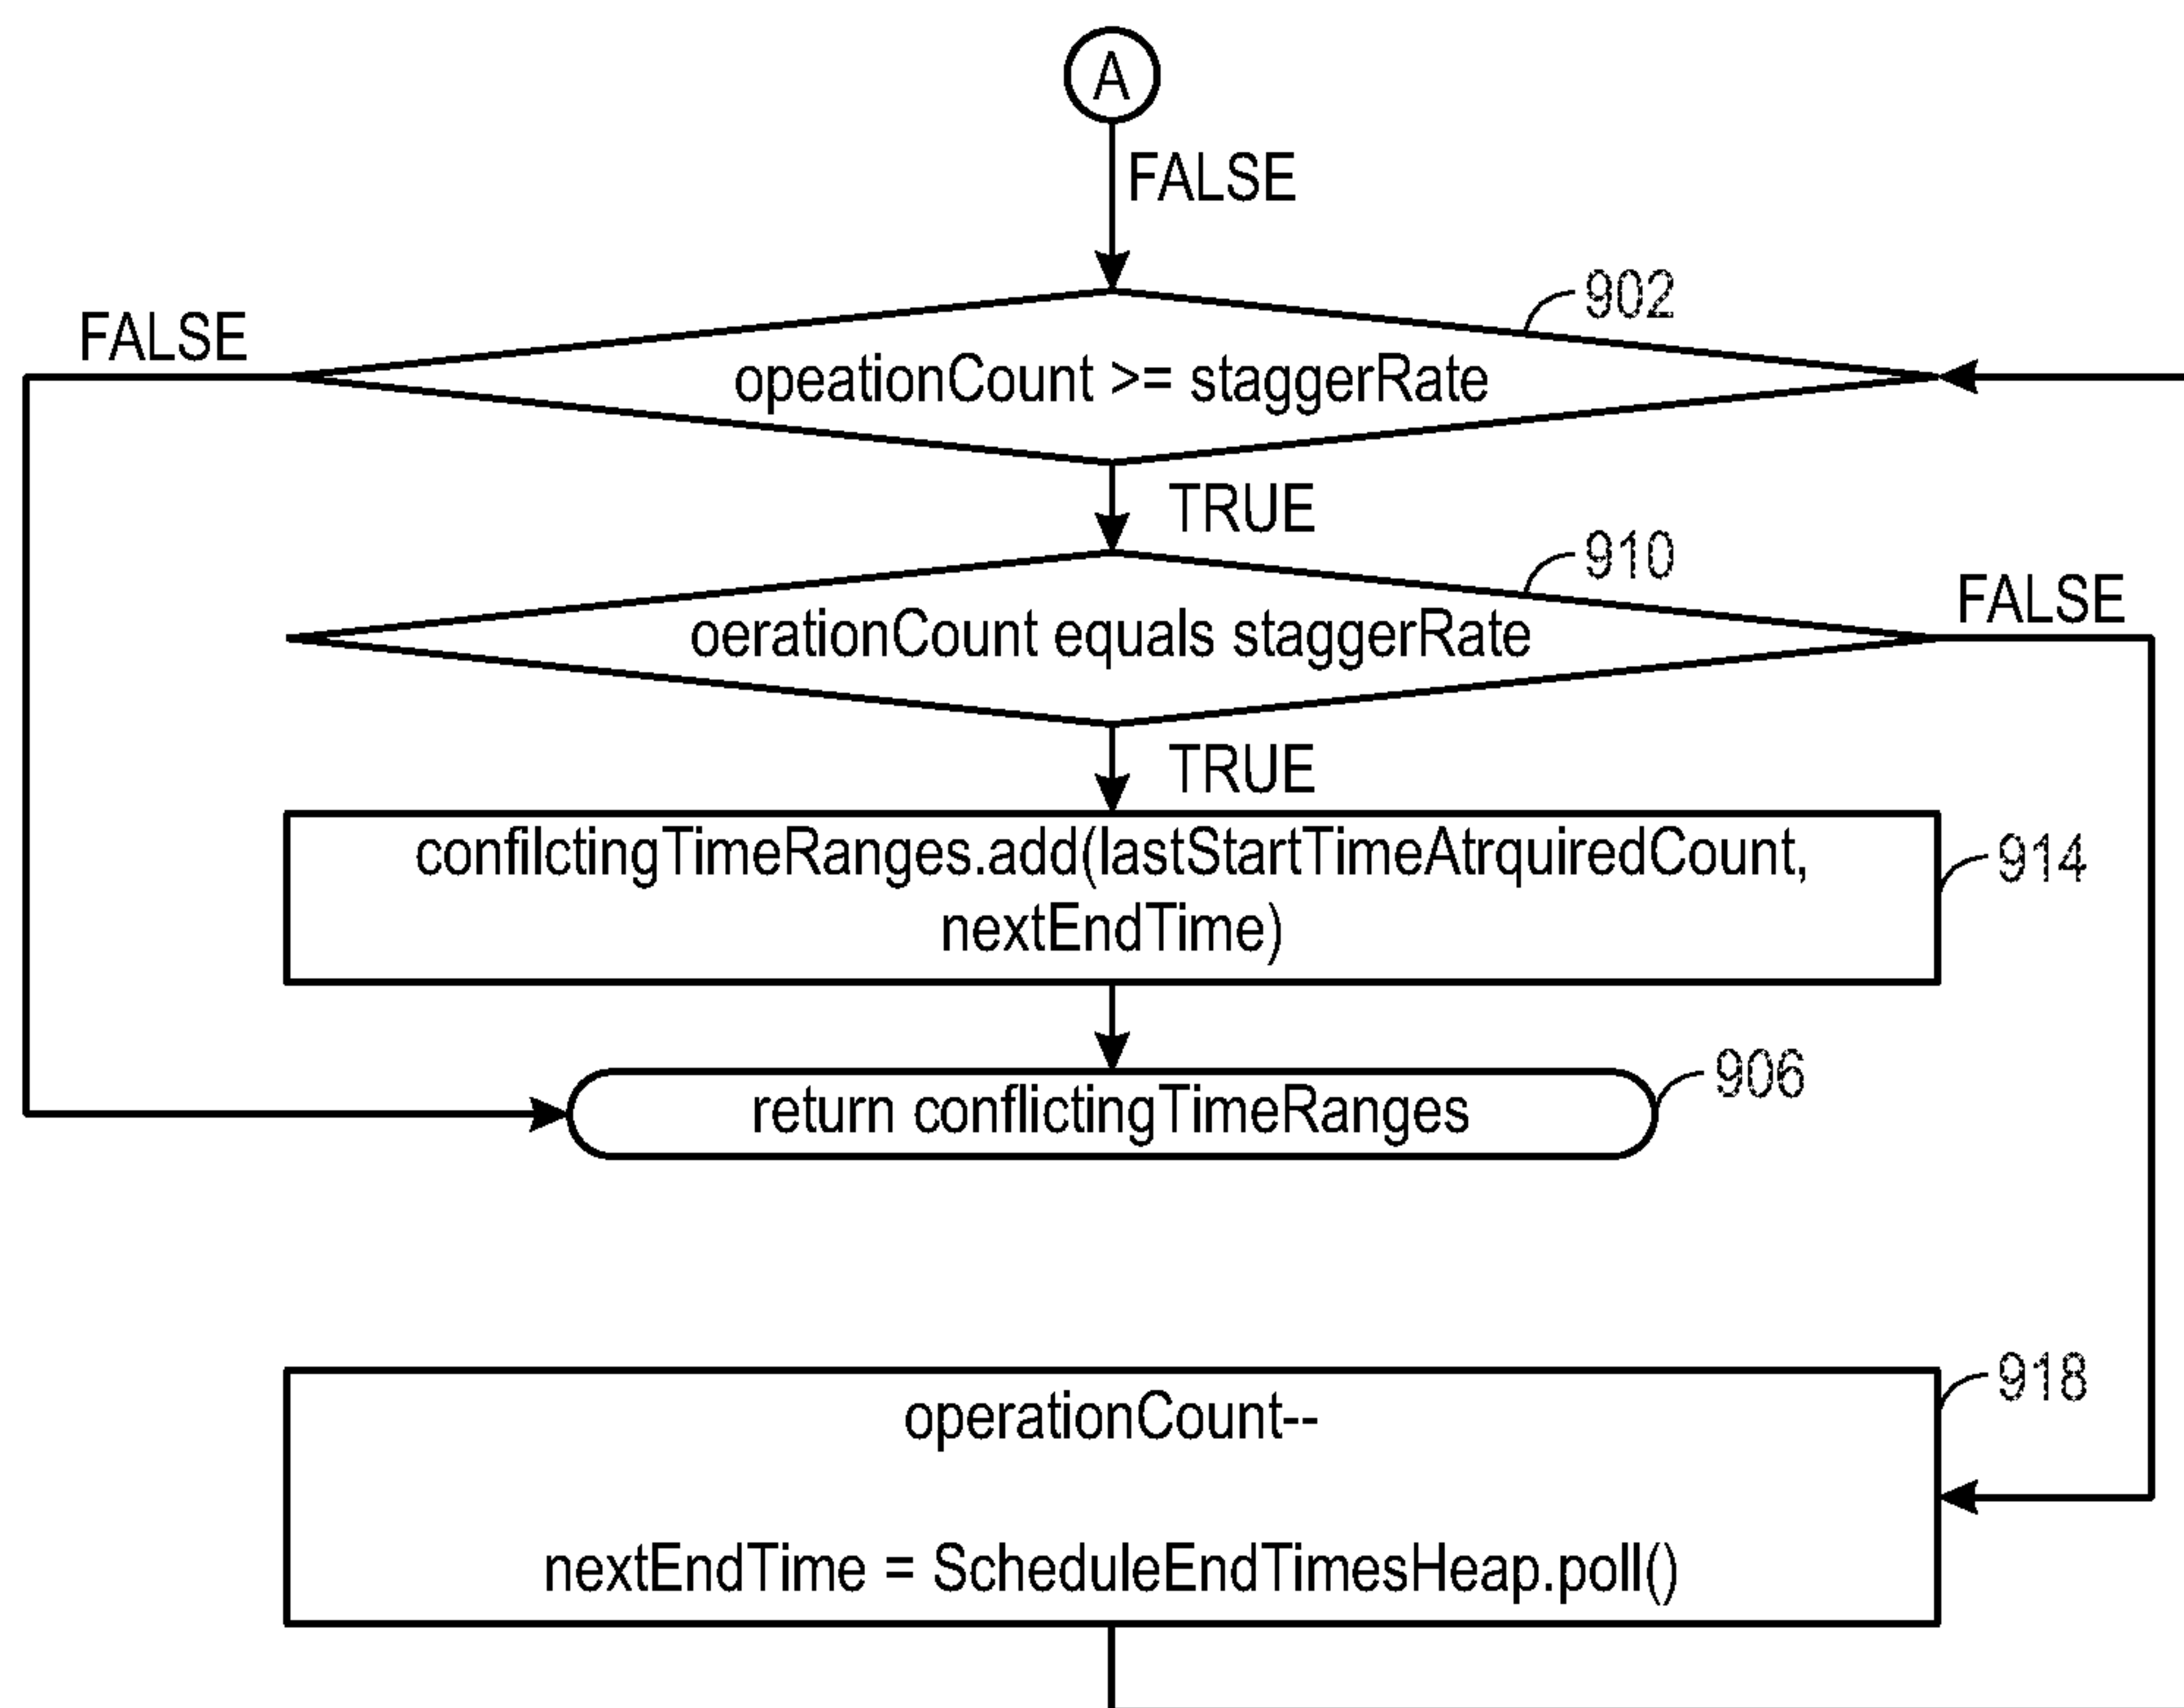 A
FALSE
902
FALSE
opeationCount >= staggerRate
TRUE
910
FALSE
oerationCount equals staggerRate
TRUE
confilctingTimeRanges.add(lastStartTimeAtrquiredCount,
nextEndTime)
914
return conflictingTimeRanges
906
918
operationCount--
nextEndTime = ScheduleEndTimesHeap.poll()